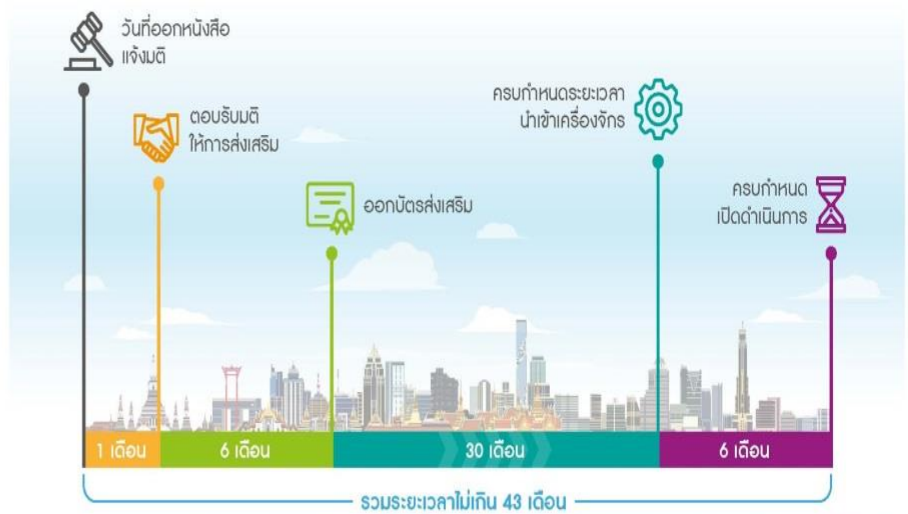 วันที่ออกหนังสือ
แจ้งมติ
ตอบรับมติ
ให้การส่งเสริม
ออกบัตรส่งเสริม
ครบกำหนดระยะเวลา
นำเข้าเครื่องจักร
ครบกำหนด
เปิดดำเนินการ
1 เดือน
6 เดือน
30 เดือน
6 เดือน
รวมระยะเวลาไม่เกิน 43 เดือน